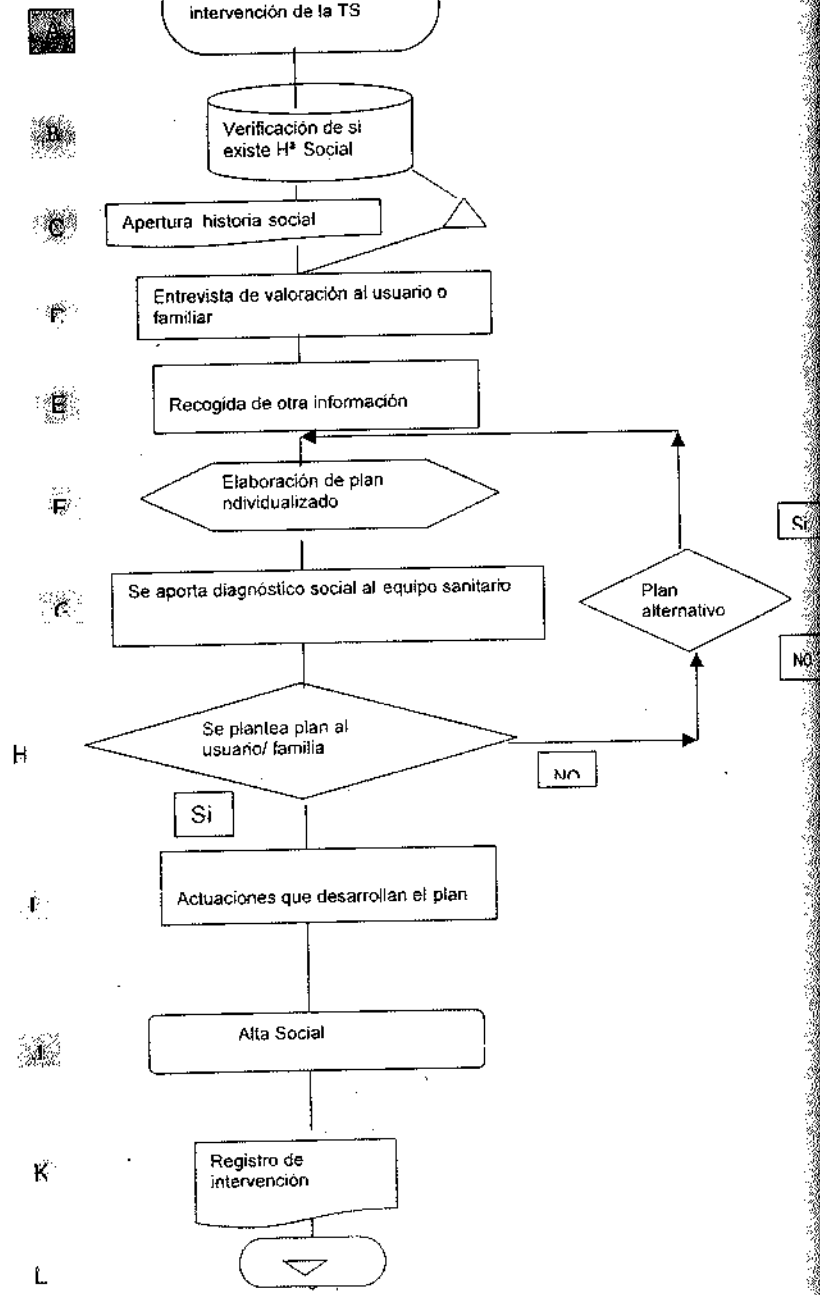 intervención de la TS
A
B
Verificación de si
existe Hª Social
C
Apertura historia social
Entrevista de valoración al usuario o
familiar
E
Recogida de otra información
Elaboración de plan
ndividualizado
F
Se aporta diagnóstico social al equipo sanitario
Plan
alternativo
Si
NO
H
Se plantea plan al
usuario/ familia
NO
Si
Actuaciones que desarrollan el plan
Alta Social
J
K
Registro de
intervención
L